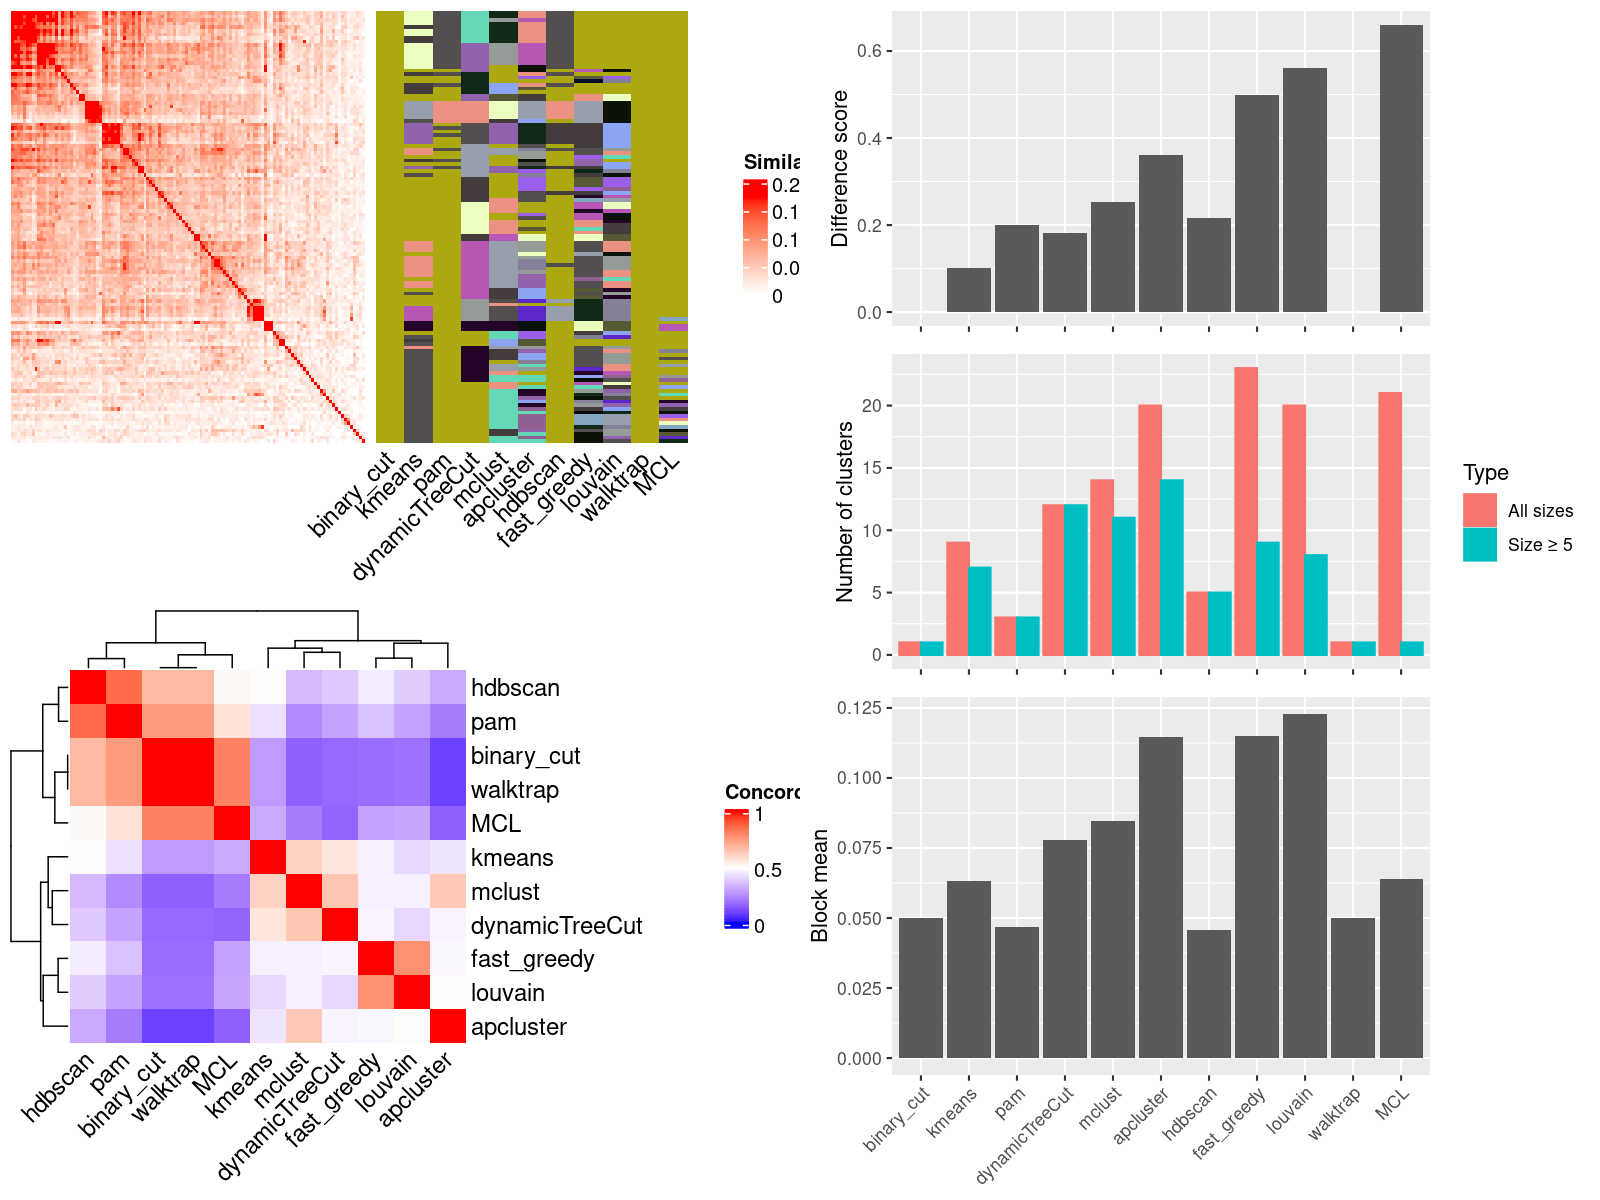 Simila
0.2
0.1
0.1
0.0
0
binary_cut
kmeans
pam
dynamicTreeCut
mclust
apcluster
hdbscan
fast_greedy
louvain
walktrap
MCL
hdbscan
pam
binary_cut
walktrap
MCL
kmeans
mclust
dynamicTreeCut
fast_greedy
louvain
apcluster
hdbscan
pam
binary_cut
walktrap
MCL
kmeans
mclust
dynamicTreeCut
fast_greedy
louvain
apcluster
Concord
1
0.5
0
Difference score
0.6
0.4
0.2
0.0
Number of clusters
20
15
10
5
0
Type
All sizes
Size ≥ 5
Block mean
0.125
0.100
0.075
0.050
0.025
0.000
binary_cut
kmeans
pam
dynamicTreeCut
mclust
apcluster
hdbscan
fast_greedy
louvain
walktrap
MCL